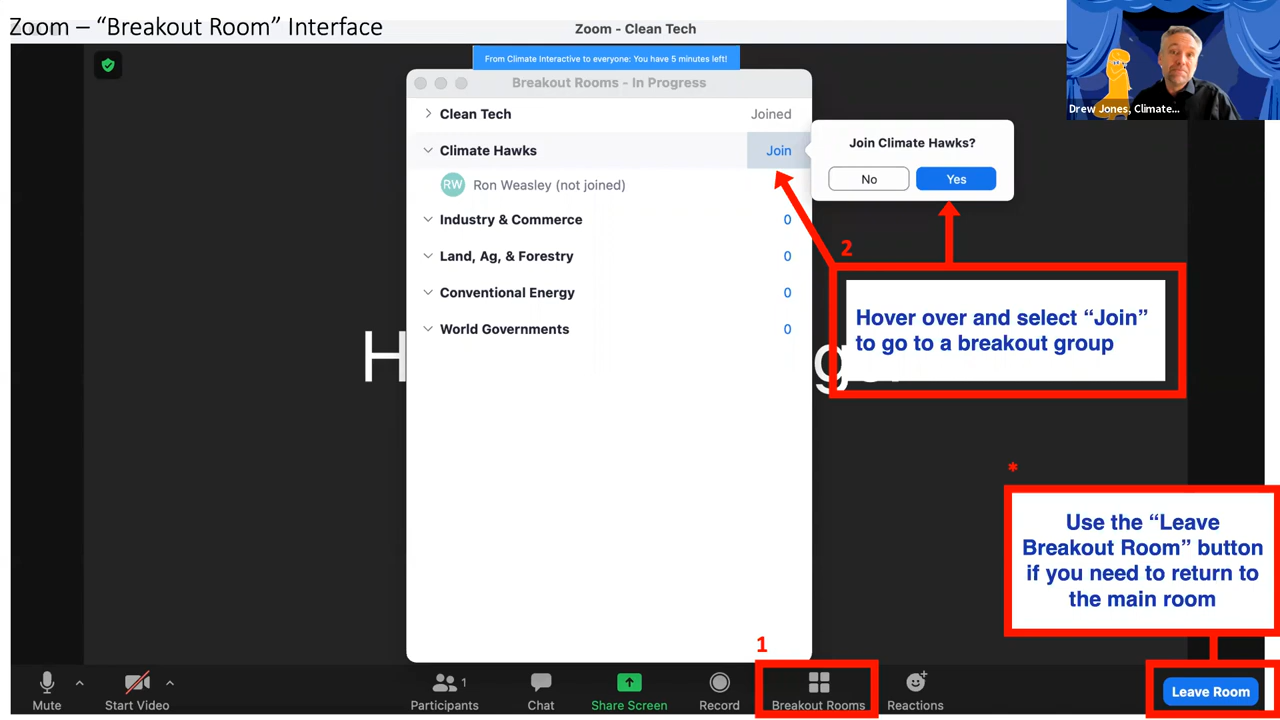 Zoom – “Breakout Room” Interface
Zoom - Clean Tech
Drew Jones, Climate...
From Climate Interactive to everyone: You have 5 minutes left!
Breakout Rooms - In Progress
Clean Tech Joined
Climate Hawks Join
RW Ron Weasley (not joined)
Industry & Commerce 0
Land, Ag, & Forestry 0
Conventional Energy 0
World Governments 0
Join Climate Hawks?
No Yes
2
Hover over and select “Join”
to go to a breakout group
H
*
Use the “Leave
Breakout Room” button
if you need to return to
the main room
1
Mute
Start Video
Participants 1
Chat
Share Screen
Record
Breakout Rooms
Reactions
Leave Room